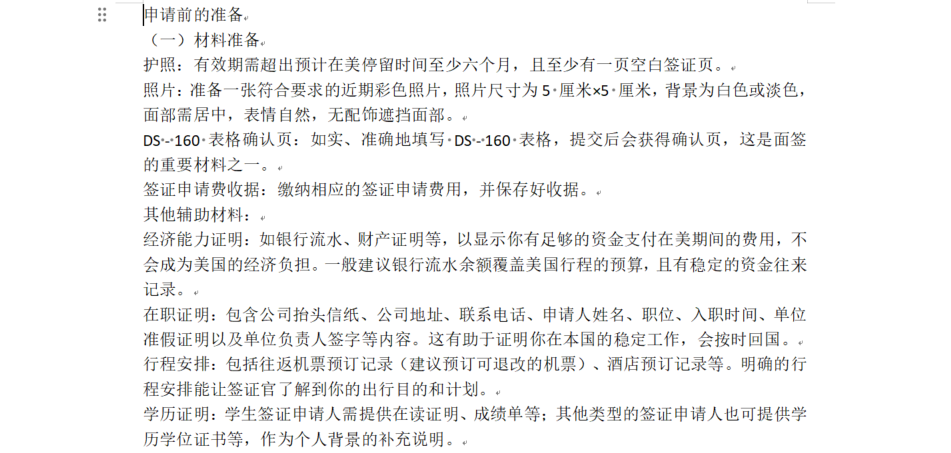 申请前的准备
（一）材料准备
护照：有效期需超出预计在美停留时间至少六个月，且至少有一页空白签证页。
照片：准备一张符合要求的近期彩色照片，照片尺寸为 5 厘米×5 厘米，背景为白色或淡色，
面部需居中，表情自然，无配饰遮挡面部。
DS - 160 表格确认页：如实、准确地填写 DS - 160 表格，提交后会获得确认页，这是面签
的重要材料之一。
签证申请费收据：缴纳相应的签证申请费用，并保存好收据。
其他辅助材料：
经济能力证明：如银行流水、财产证明等，以显示你有足够的资金支付在美期间的费用，不
会成为美国的经济负担。一般建议银行流水余额覆盖美国行程的预算，且有稳定的资金往来
记录。
在职证明：包含公司抬头信纸、公司地址、联系电话、申请人姓名、职位、入职时间、单位
准假证明以及单位负责人签字等内容。这有助于证明你在本国的稳定工作，会按时回国。
行程安排：包括往返机票预订记录（建议预订可退改的机票）、酒店预订记录等。明确的行
程安排能让签证官了解到你的出行目的和计划。
学历证明：学生签证申请人需提供在读证明、成绩单等；其他类型的签证申请人也可提供学
历学位证书等，作为个人背景的补充说明。